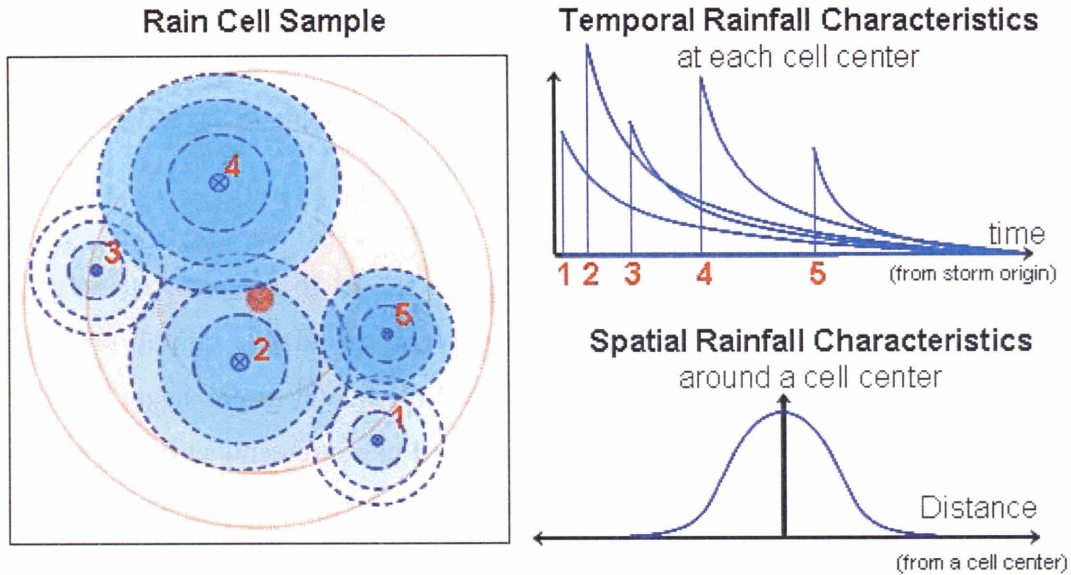 Rain Cell Sample
4
3
5
2
1
Temporal Rainfall Characteristics
at each cell center
time
(from storm origin)
1 2 3 4 5
Spatial Rainfall Characteristics
around a cell center
Distance
(from a cell center)